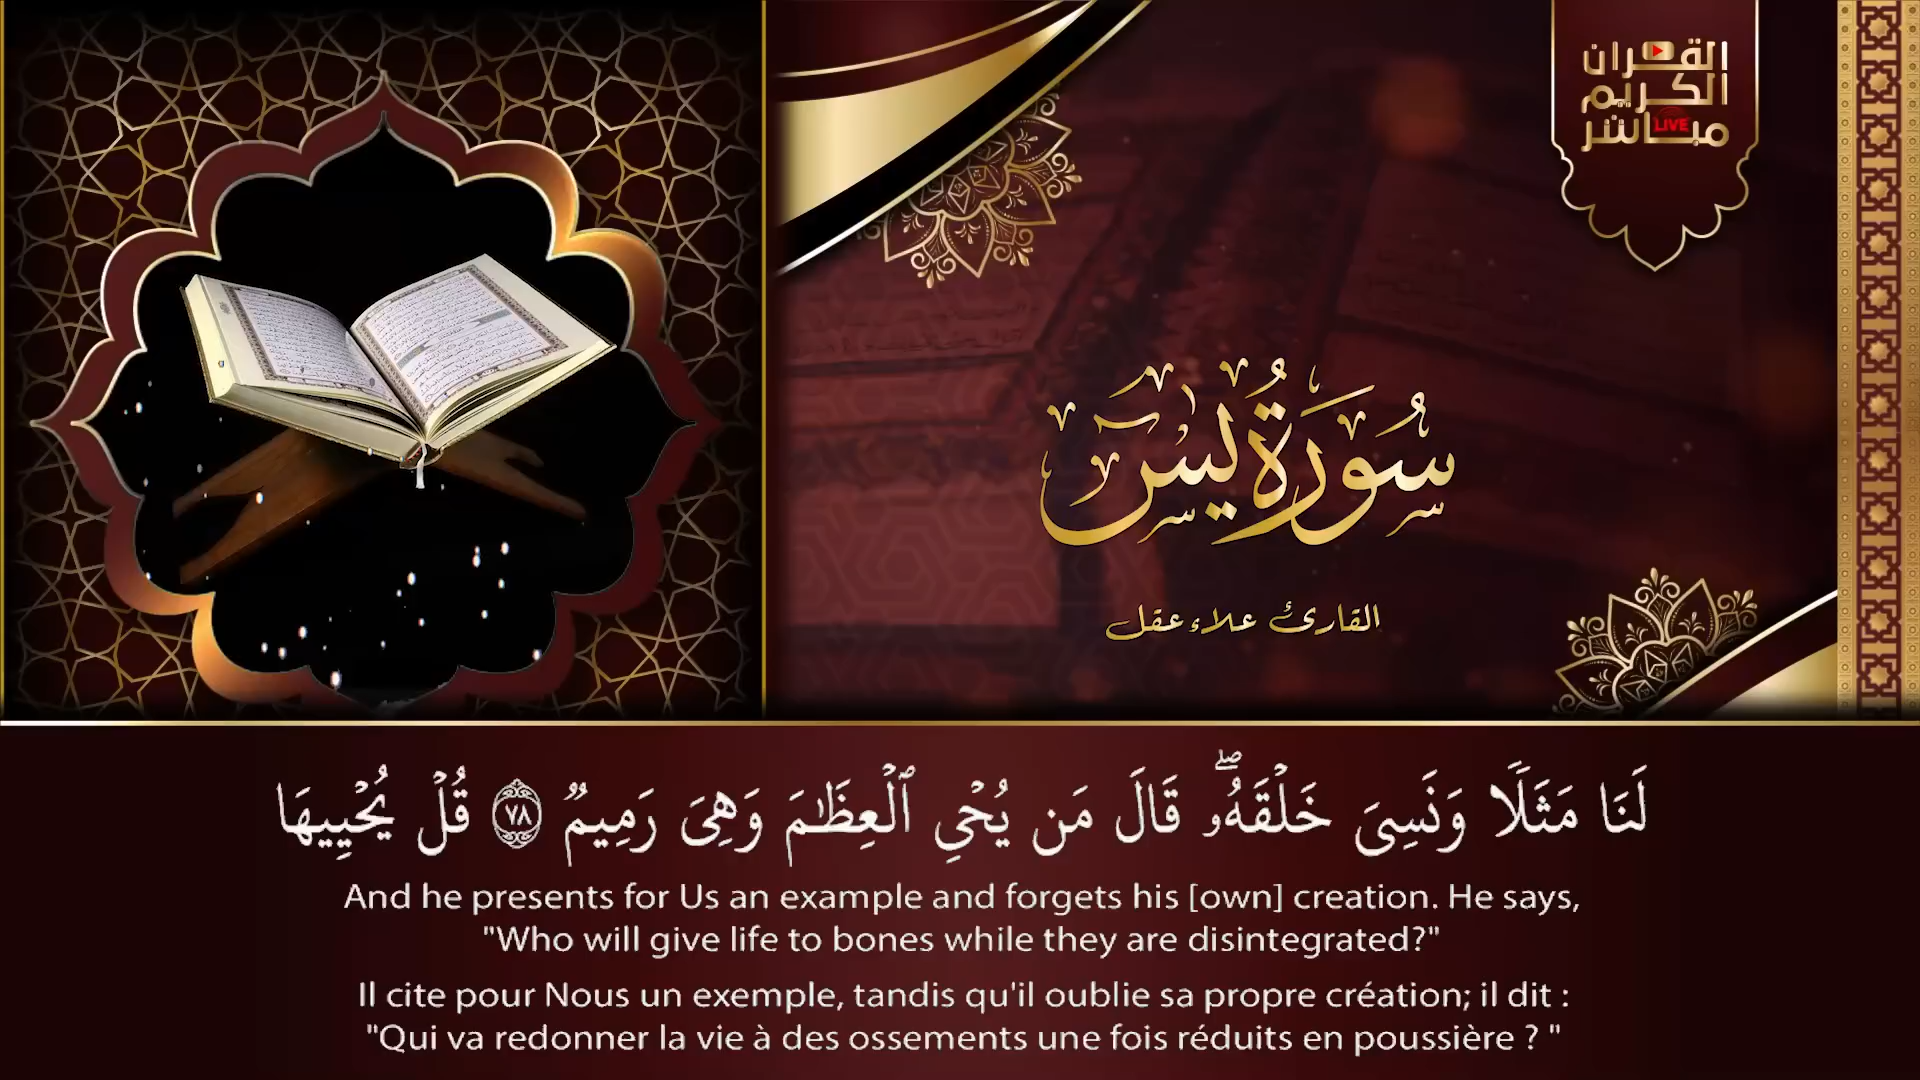 القرآن
الكريم
مباشر
LIVE
سُورَةُ يسٓ
القارئ علاء عقل
لَنَا مَثَلًا وَنَسِىَ خَلْقَهُۥ ۖ قَالَ مَن يُحْىِ ٱلْعِظَـٰمَ وَهِىَ رَمِيمٌ ٧٨ قُلْ يُحْيِيهَا
And he presents for Us an example and forgets his [own] creation. He says,
"Who will give life to bones while they are disintegrated?"
Il cite pour Nous un exemple, tandis qu'il oublie sa propre création; il dit :
"Qui va redonner la vie à des ossements une fois réduits en poussière ? "